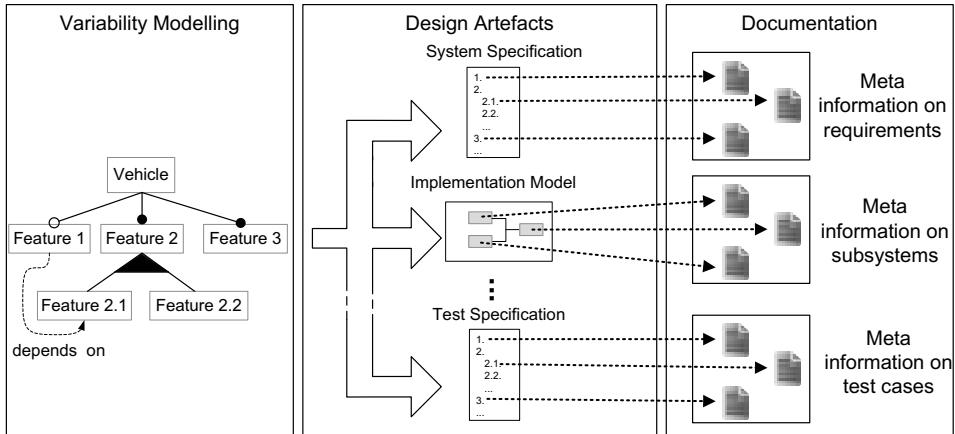 Variability Modelling
Vehicle
Feature 1
Feature 2
Feature 3
Feature 2.1
Feature 2.2
depends on
Design Artefacts
System Specification
1.
2.
2.1.
2.2.
...
3.
...
Implementation Model
Test Specification
1.
2.
2.1.
2.2.
...
3.
...
Documentation
Meta
information on
requirements
Meta
information on
subsystems
Meta
information on
test cases